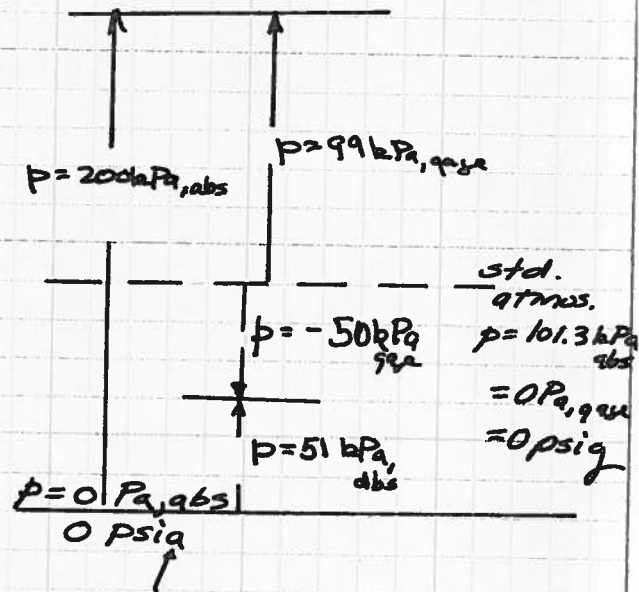 p = 99 kPa, gage
p = 200 kPa, abs
std.
atmos.
p = 101.3 kPa
abs
= 0 Pa, gage
= 0 psig
p = - 50 kPa
gage
p = 51 kPa,
abs
p = 0 Pa, abs
0 psia